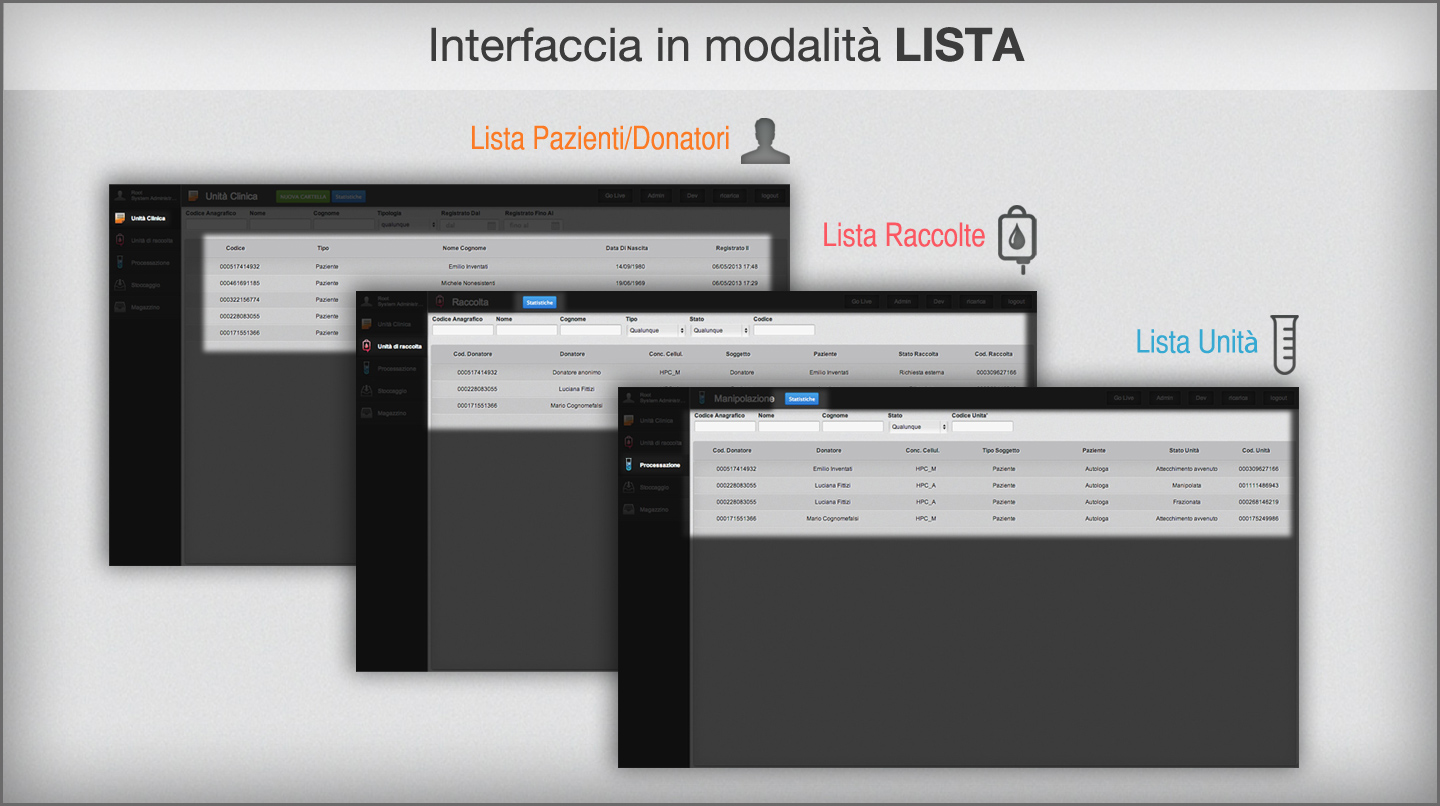 Interfaccia in modalità LISTA
Lista Pazienti/Donatori
Root
System Administ...
Unità Clinica
NUOVA CARTELLA
Statistiche
Go Live
Admin
Dev
ricerca
logout
Unità Clinica
Unità di raccolta
Processazione
Stoccaggio
Magazzino
Codice Anagrafico Nome Cognome Tipologia Registrato Dal Registrato Fino Al
qualunque dal fino al
Codice Tipo Nome Cognome Data Di Nascita Registrato Il
000517414932 Paziente Emilio Inventati 14/09/1980 06/05/2013 17:48
000461691185 Paziente Michele Nonesistenti 19/06/1969 06/05/2013 17:29
000322156774 Paziente
000228083055 Paziente
000171551366 Paziente
Lista Raccolte
Root
System Administ...
Raccolta
Statistiche
Go Live
Admin
Dev
ricerca
logout
Unità Clinica
Unità di raccolta
Processazione
Stoccaggio
Magazzino
Codice Anagrafico Nome Cognome Tipo Stato Codice
Qualunque Qualunque
Cod. Donatore Donatore Conc. Cellul. Soggetto Paziente Stato Raccolta Cod. Raccolta
000517414932 Donatore anonimo HPC_M Donatore Emilio Inventati Richiesta esterna 000309627166
000228083055 Luciana Fittizi
000171551366 Mario Cognomefalsi
Lista Unità
Root
System Administ...
Manipolazione
Statistiche
Go Live
Admin
Dev
ricerca
logout
Unità Clinica
Unità di raccolta
Processazione
Stoccaggio
Magazzino
Codice Anagrafico Nome Cognome Stato Codice Unita'
Qualunque
Cod. Donatore Donatore Conc. Cellul. Tipo Soggetto Paziente Stato Unità Cod. Unità
000517414932 Emilio Inventati HPC_M Paziente Autologa Attecchimento avvenuto 000309627166
000228083055 Luciana Fittizi HPC_A Paziente Autologa Manipolata 001111486943
000228083055 Luciana Fittizi HPC_A Paziente Autologa Frazionata 000268146219
000171551366 Mario Cognomefalsi HPC_M Paziente Autologa Attecchimento avvenuto 000175249986